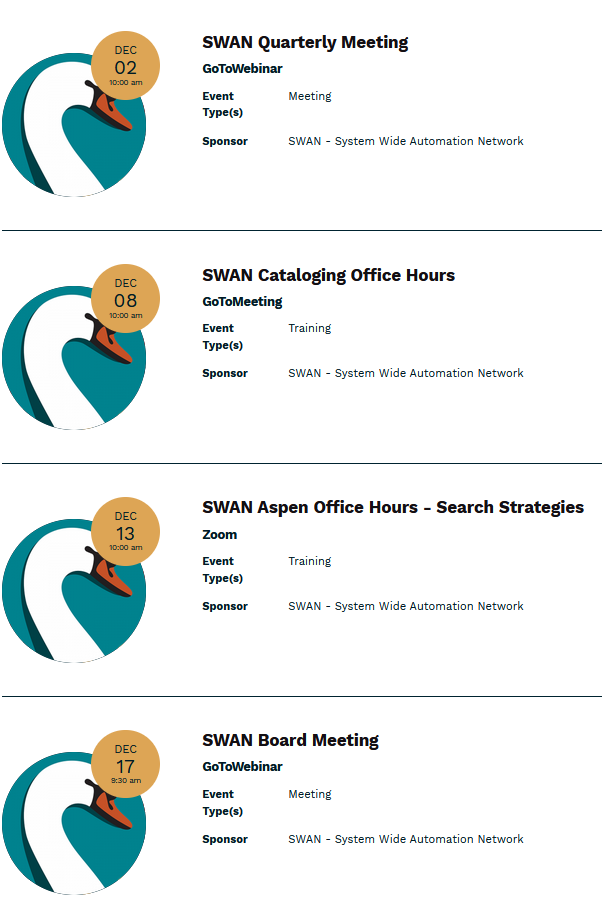 DEC
02
10:00 am
SWAN Quarterly Meeting
GoToWebinar
Event Type(s)
Meeting
Sponsor
SWAN - System Wide Automation Network
DEC
08
10:00 am
SWAN Cataloging Office Hours
GoToMeeting
Event Type(s)
Training
Sponsor
SWAN - System Wide Automation Network
DEC
13
10:00 am
SWAN Aspen Office Hours - Search Strategies
Zoom
Event Type(s)
Training
Sponsor
SWAN - System Wide Automation Network
DEC
17
9:30 am
SWAN Board Meeting
GoToWebinar
Event Type(s)
Meeting
Sponsor
SWAN - System Wide Automation Network